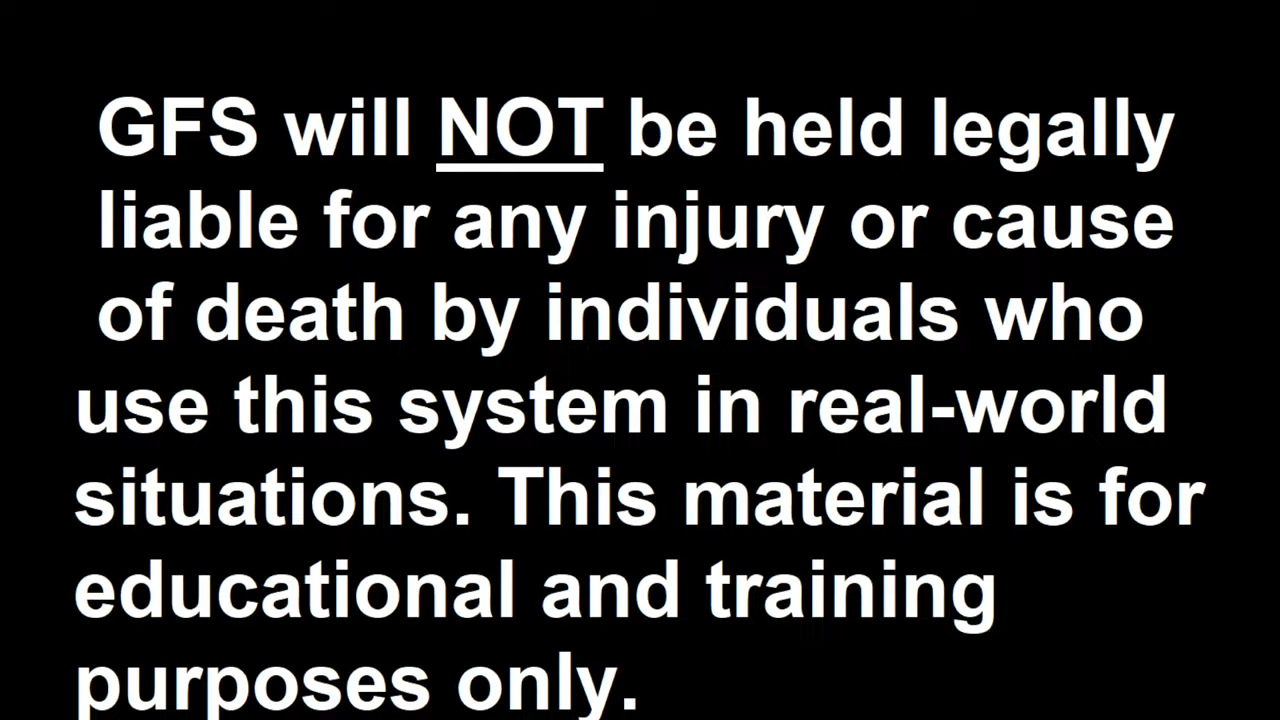 GFS will NOT be held legally
liable for any injury or cause
of death by individuals who
use this system in real-world
situations. This material is for
educational and training
purposes only.